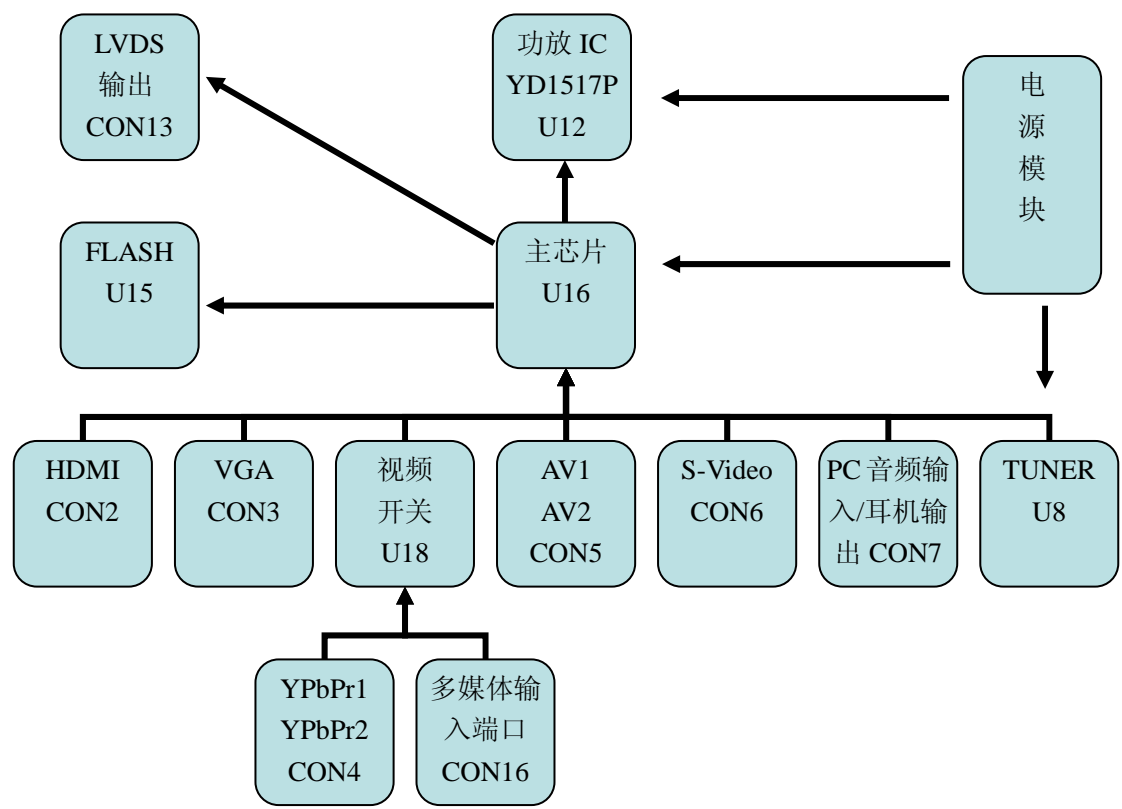 LVDS
输出
CON13
功放 IC
YD1517P
U12
电
源
模
块
FLASH
U15
主芯片
U16
HDMI
CON2
VGA
CON3
视频
开关
U18
AV1
AV2
CON5
S-Video
CON6
PC 音频输
入/耳机输
出 CON7
TUNER
U8
YPbPr1
YPbPr2
CON4
多媒体输
入端口
CON16